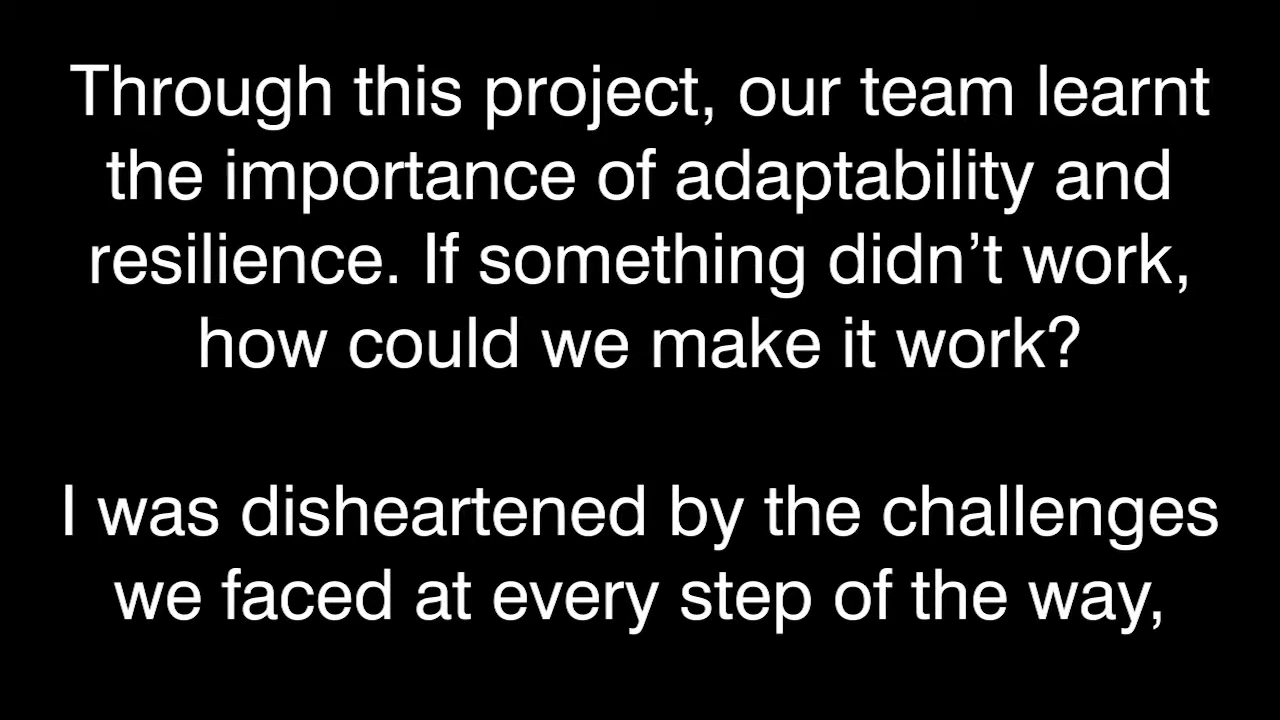 Through this project, our team learnt
the importance of adaptability and
resilience. If something didn’t work,
how could we make it work?
I was disheartened by the challenges
we faced at every step of the way,